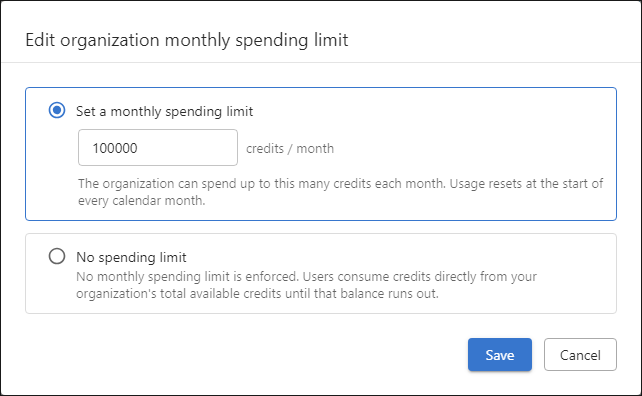 Edit organization monthly spending limit
Set a monthly spending limit
100000
credits / month
The organization can spend up to this many credits each month. Usage resets at the start of
every calendar month.
No spending limit
No monthly spending limit is enforced. Users consume credits directly from your
organization's total available credits until that balance runs out.
Save
Cancel